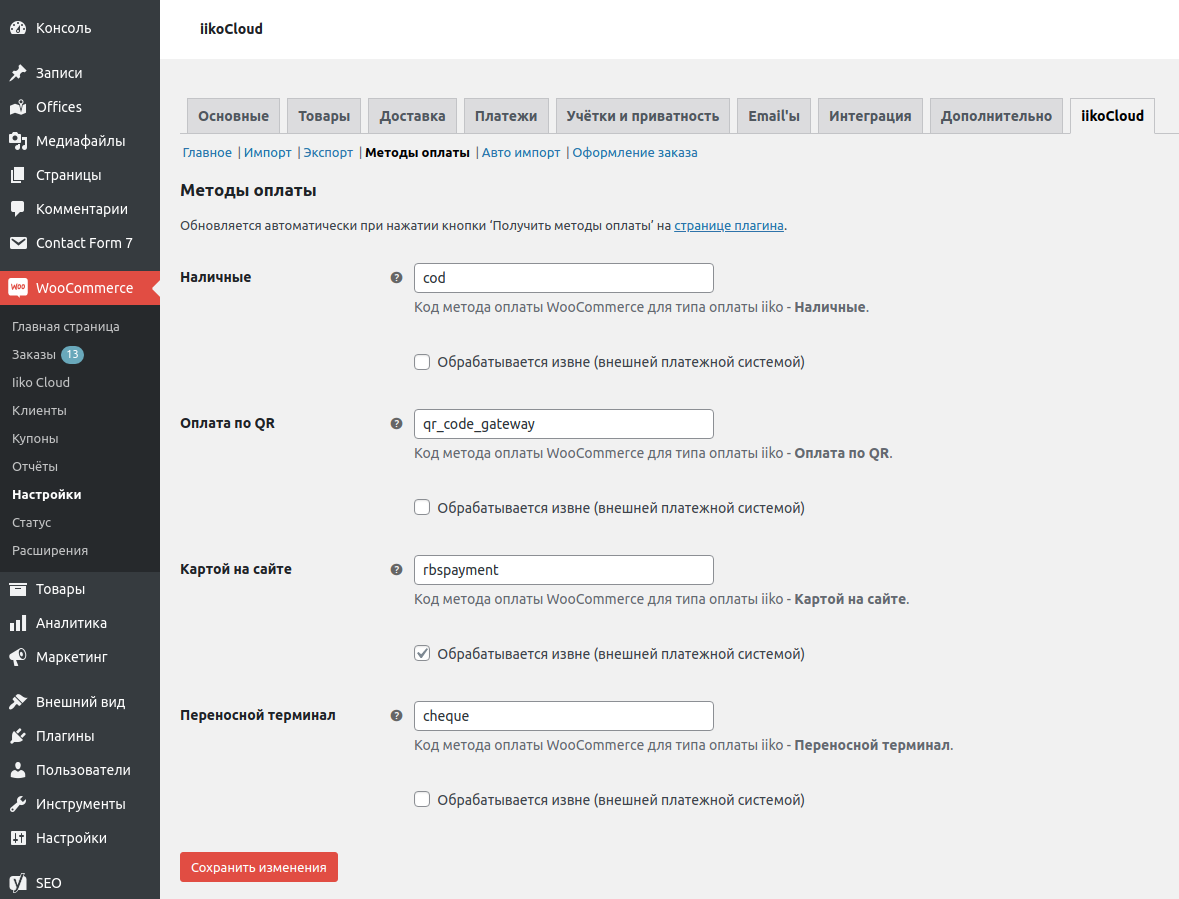 Консоль
Записи
Offices
Медиафайлы
Страницы
Комментарии
Contact Form 7
WOO WooCommerce
Главная страница
Заказы 13
Iiko Cloud
Клиенты
Купоны
Отчёты
Настройки
Статус
Расширения
Товары
Аналитика
Маркетинг
Внешний вид
Плагины
Пользователи
Инструменты
Настройки
SEO
iikoCloud
Основные Товары Доставка Платежи Учётки и приватность Email'ы Интеграция Дополнительно iikoCloud
Главное | Импорт | Экспорт | Методы оплаты | Авто импорт | Оформление заказа
Методы оплаты
Обновляется автоматически при нажатии кнопки ‘Получить методы оплаты’ на странице плагина.
Наличные ? cod
Код метода оплаты WooCommerce для типа оплаты iiko - Наличные.
Обрабатывается извне (внешней платежной системой)
Оплата по QR ? qr_code_gateway
Код метода оплаты WooCommerce для типа оплаты iiko - Оплата по QR.
Обрабатывается извне (внешней платежной системой)
Картой на сайте ? rbspayment
Код метода оплаты WooCommerce для типа оплаты iiko - Картой на сайте.
Обрабатывается извне (внешней платежной системой)
Переносной терминал ? cheque
Код метода оплаты WooCommerce для типа оплаты iiko - Переносной терминал.
Обрабатывается извне (внешней платежной системой)
Сохранить изменения